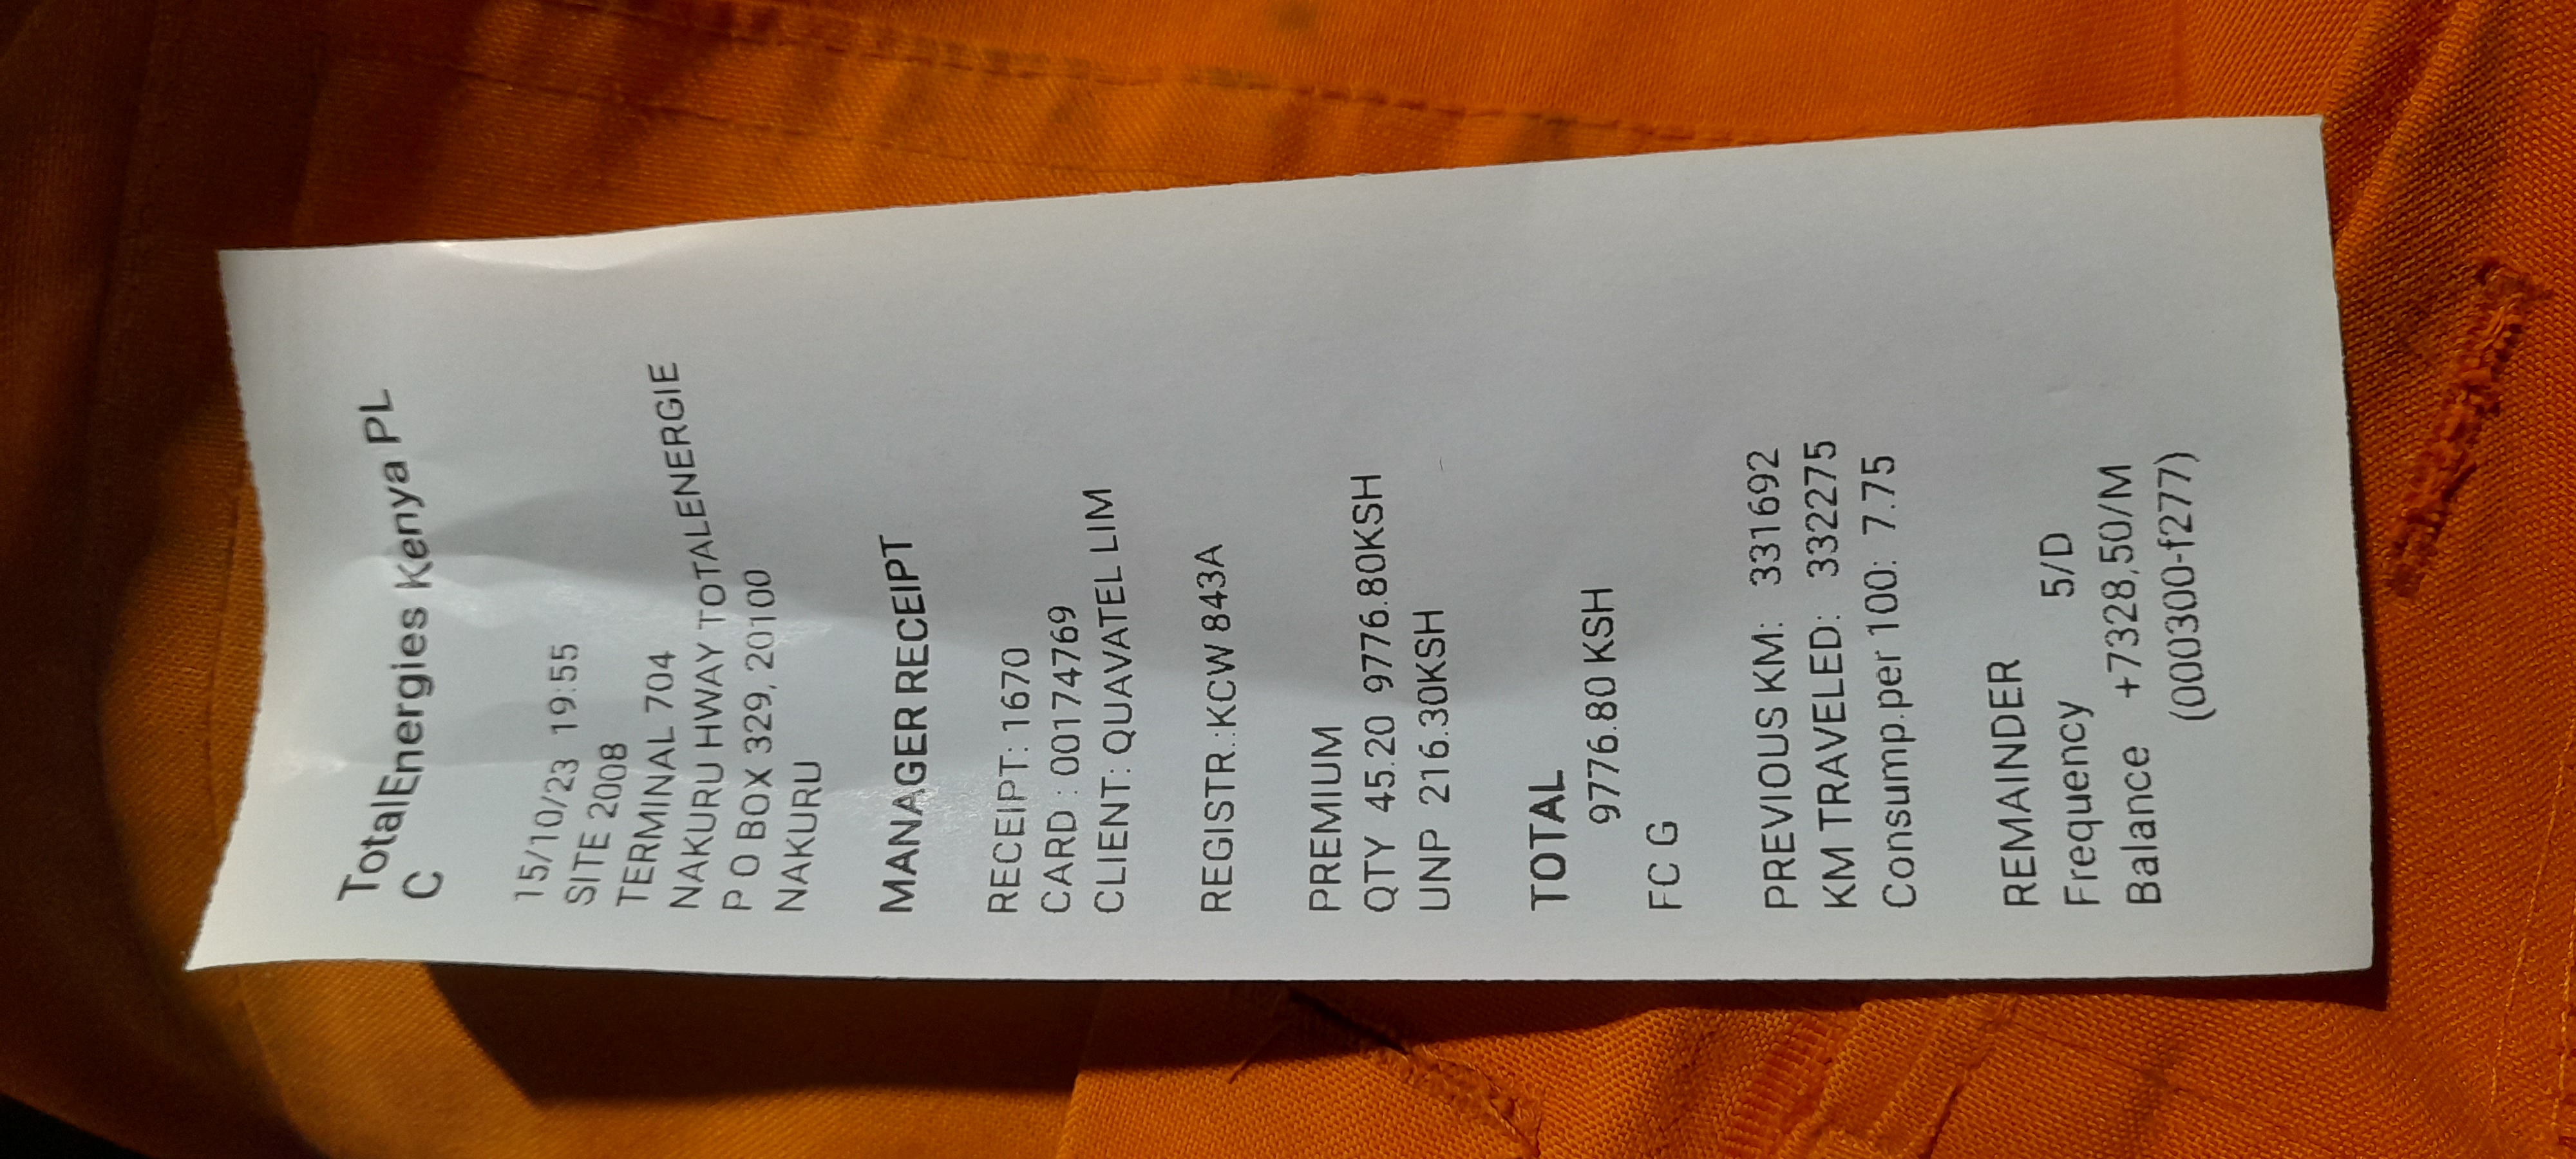 TotalEnergies Kenya PL
C
15/10/23 19:55
SITE 2008
TERMINAL 704
NAKURU HWAY TOTALENERGIE
P O BOX 329, 20100
NAKURU
MANAGER RECEIPT
RECEIPT: 1670
CARD : 00174769
CLIENT: QUAVATEL LIM
REGISTR.:KCW 843A
PREMIUM
QTY 45.20 9776.80KSH
UNP 216.30KSH
TOTAL
9776.80 KSH
FC G
PREVIOUS KM: 331692
KM TRAVELED: 332275
Consump.per 100: 7.75
REMAINDER
Frequency 5/D
Balance +7328,50/M
(000300-f277)